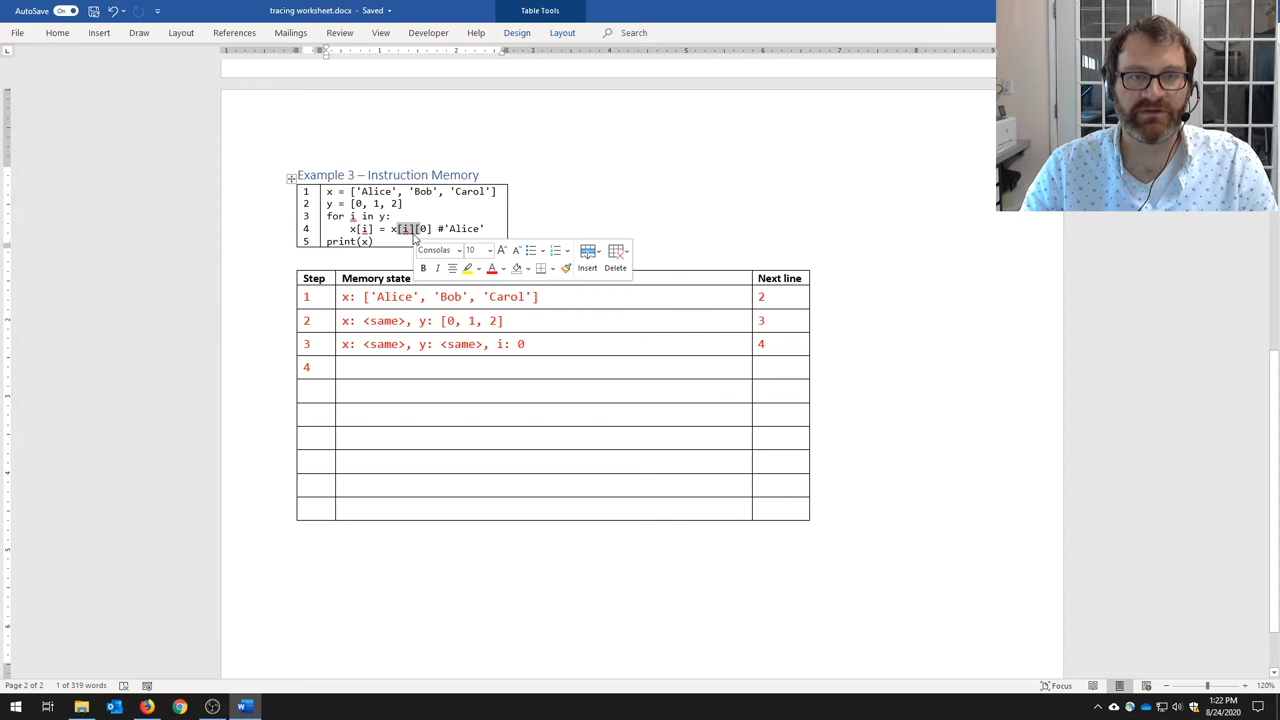 AutoSave On
tracing worksheet.docx - Saved
Table Tools
File Home Insert Draw Layout References Mailings Review View Developer Help Design Layout Search
Example 3 – Instruction Memory
1 x = ['Alice', 'Bob', 'Carol']
2 y = [0, 1, 2]
3 for i in y:
4 x[i] = x[i][0] #'Alice'
5 print(x)
Consolas 10
B I A Insert Delete
Step Memory state Next line
1 x: ['Alice', 'Bob', 'Carol'] 2
2 x: <same>, y: [0, 1, 2] 3
3 x: <same>, y: <same>, i: 0 4
4
Page 2 of 2 1 of 319 words Focus 120%
1:22 PM
8/24/2020